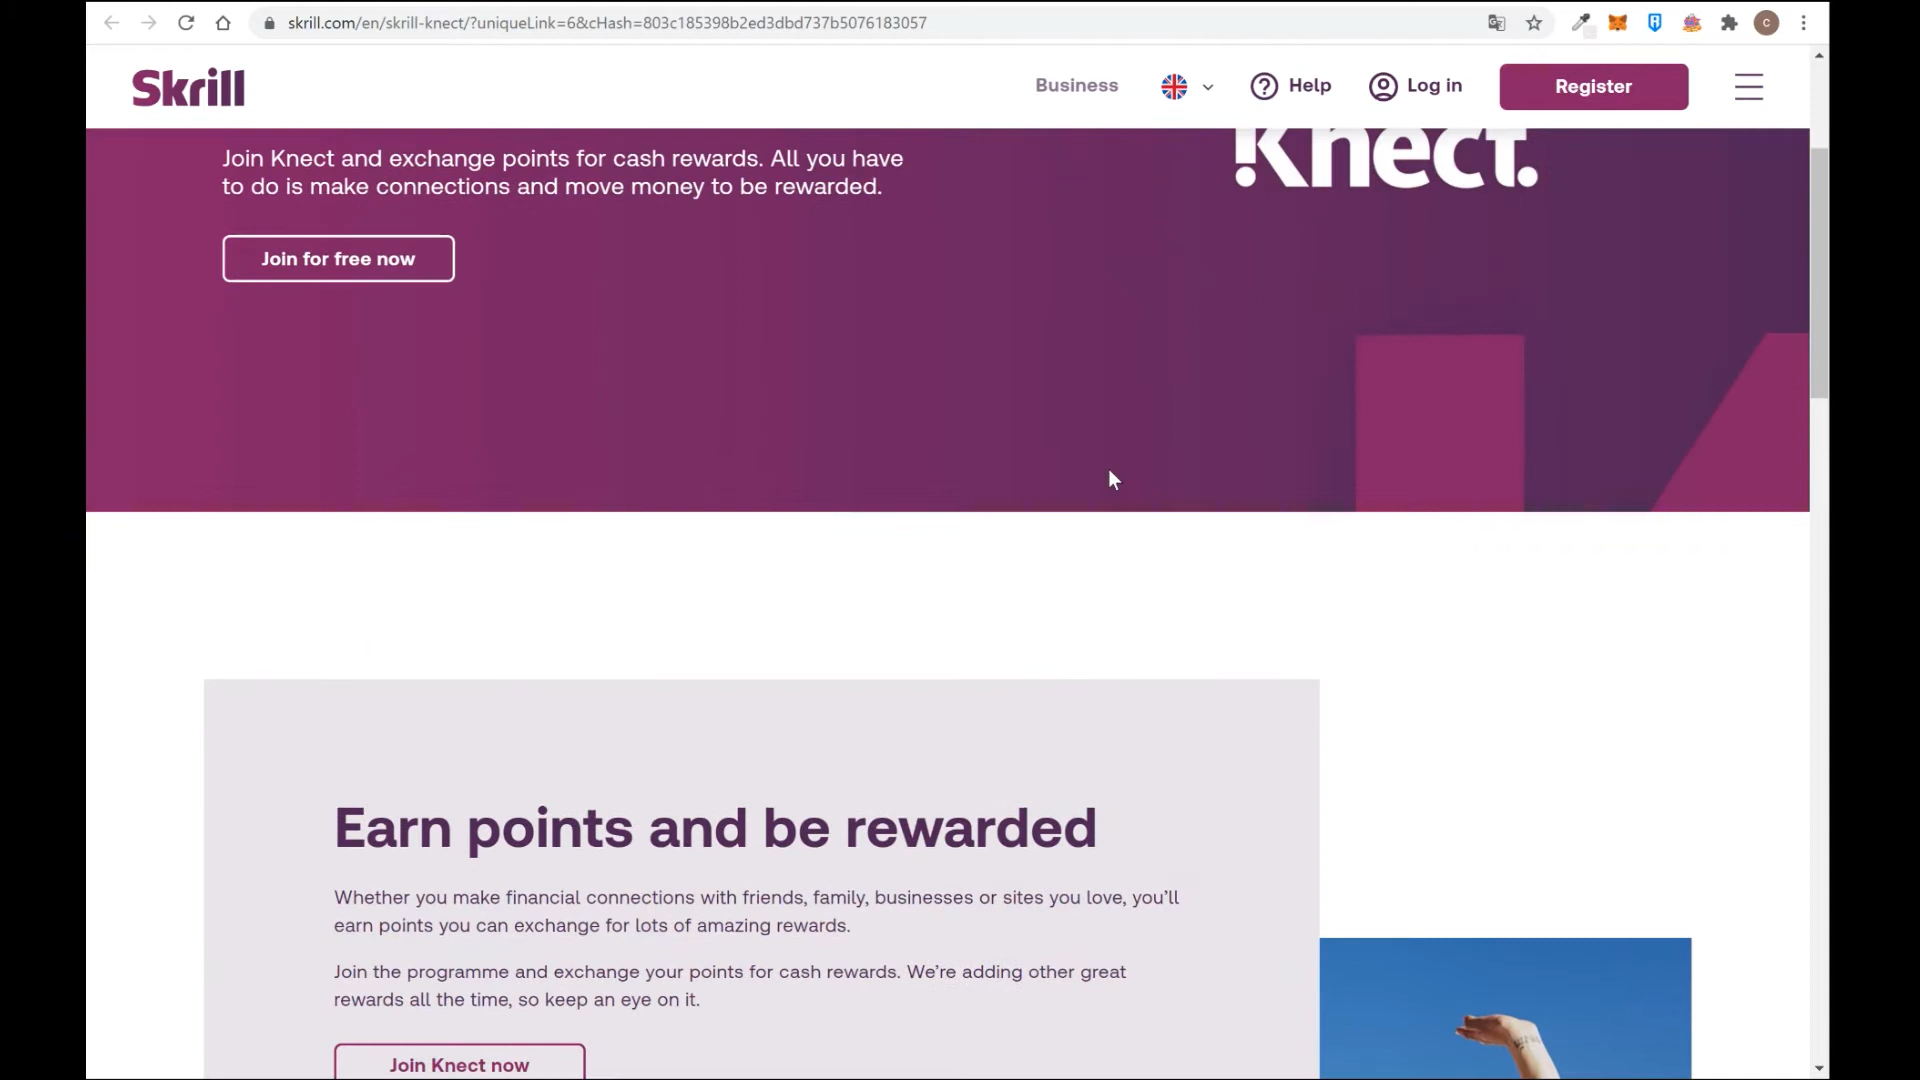 skrill.com/en/skrill-knect/?uniqueLink=6&cHash=803c185398b2ed3dbd737b5076183057
C
Skrill
Business
Help
Log in
Register
Knect.
Join Knect and exchange points for cash rewards. All you have
to do is make connections and move money to be rewarded.
Join for free now
Earn points and be rewarded
Whether you make financial connections with friends, family, businesses or sites you love, you’ll
earn points you can exchange for lots of amazing rewards.
Join the programme and exchange your points for cash rewards. We’re adding other great
rewards all the time, so keep an eye on it.
Join Knect now